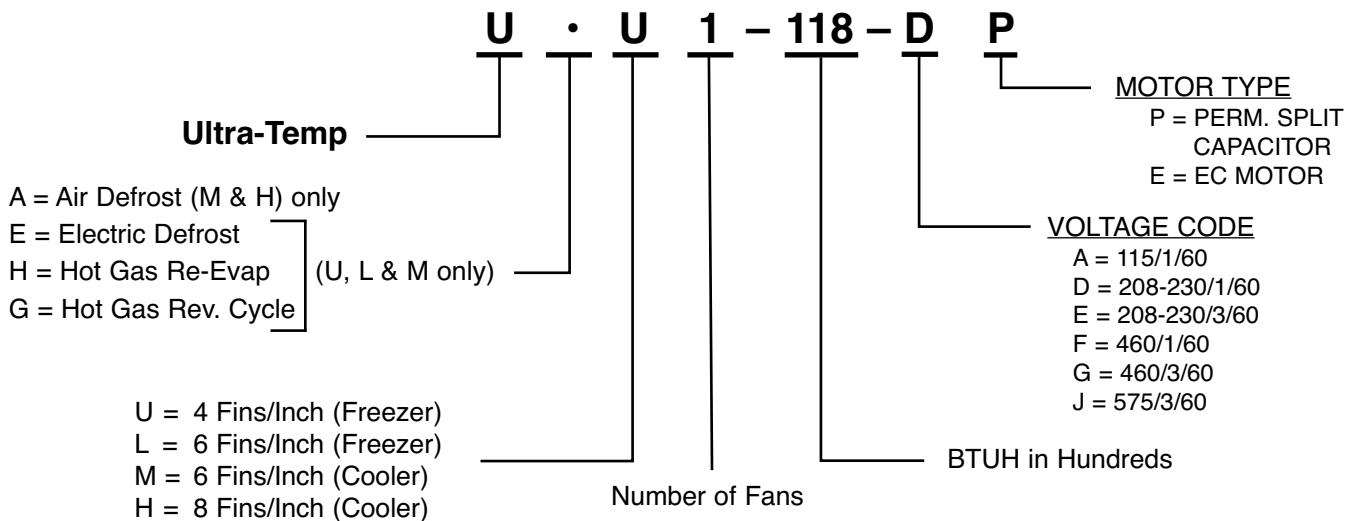 U · U 1 – 118 – D P
MOTOR TYPE
P = PERM. SPLIT
CAPACITOR
E = EC MOTOR
Ultra-Temp
A = Air Defrost (M & H) only
E = Electric Defrost
H = Hot Gas Re-Evap
G = Hot Gas Rev. Cycle
(U, L & M only)
VOLTAGE CODE
A = 115/1/60
D = 208-230/1/60
E = 208-230/3/60
F = 460/1/60
G = 460/3/60
J = 575/3/60
U = 4 Fins/Inch (Freezer)
L = 6 Fins/Inch (Freezer)
M = 6 Fins/Inch (Cooler)
H = 8 Fins/Inch (Cooler)
Number of Fans
BTUH in Hundreds